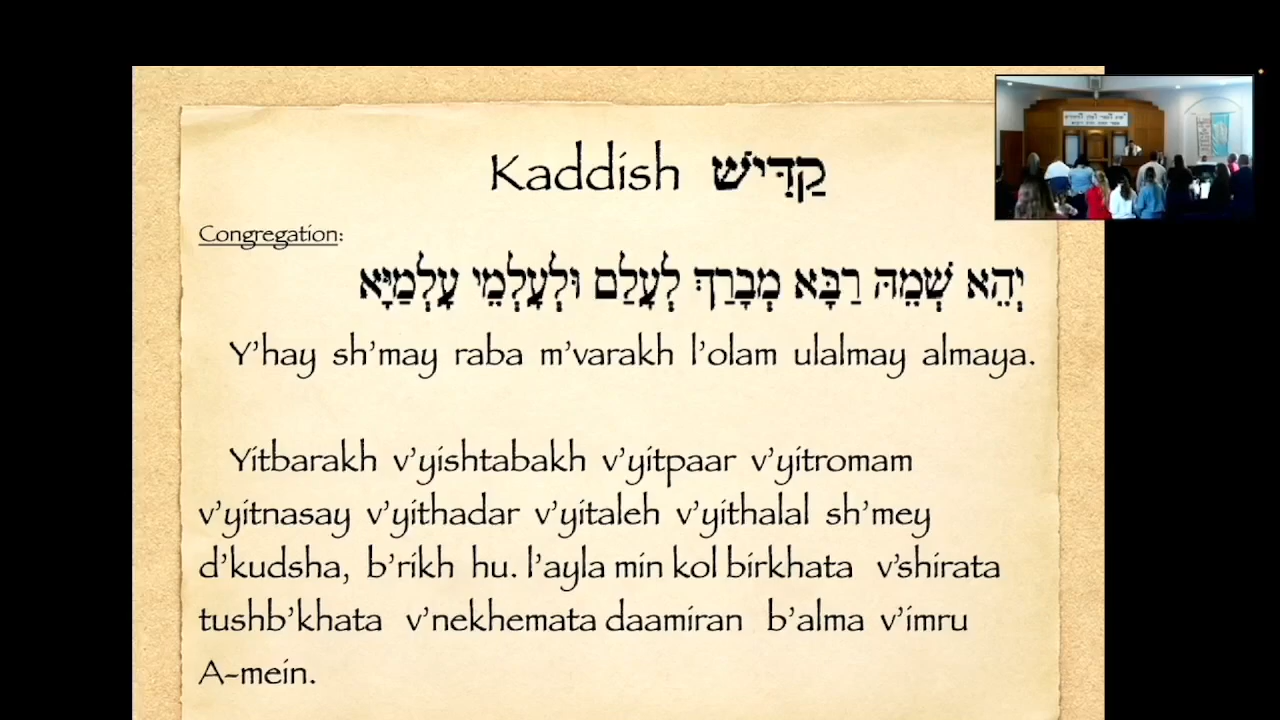 Kaddish קַדִּישׁ
Congregation:
יְהֵא שְׁמֵהּ רַבָּא מְבָרַךְ לְעָלַם וּלְעָלְמֵי עָלְמַיָּא
Y'hay sh'may raba m'varakh l'olam ulalmay almaya.
Yitbarakh v'yishtabakh v'yitpaar v'yitromam
v'yitnasay v'yithadar v'yitaleh v'yithalal sh'mey
d'kudsha, b'rikh hu. l'ayla min kol birkhata v'shirata
tushb'khata v'nekhemata daamiran b'alma v'imru
A-mein.